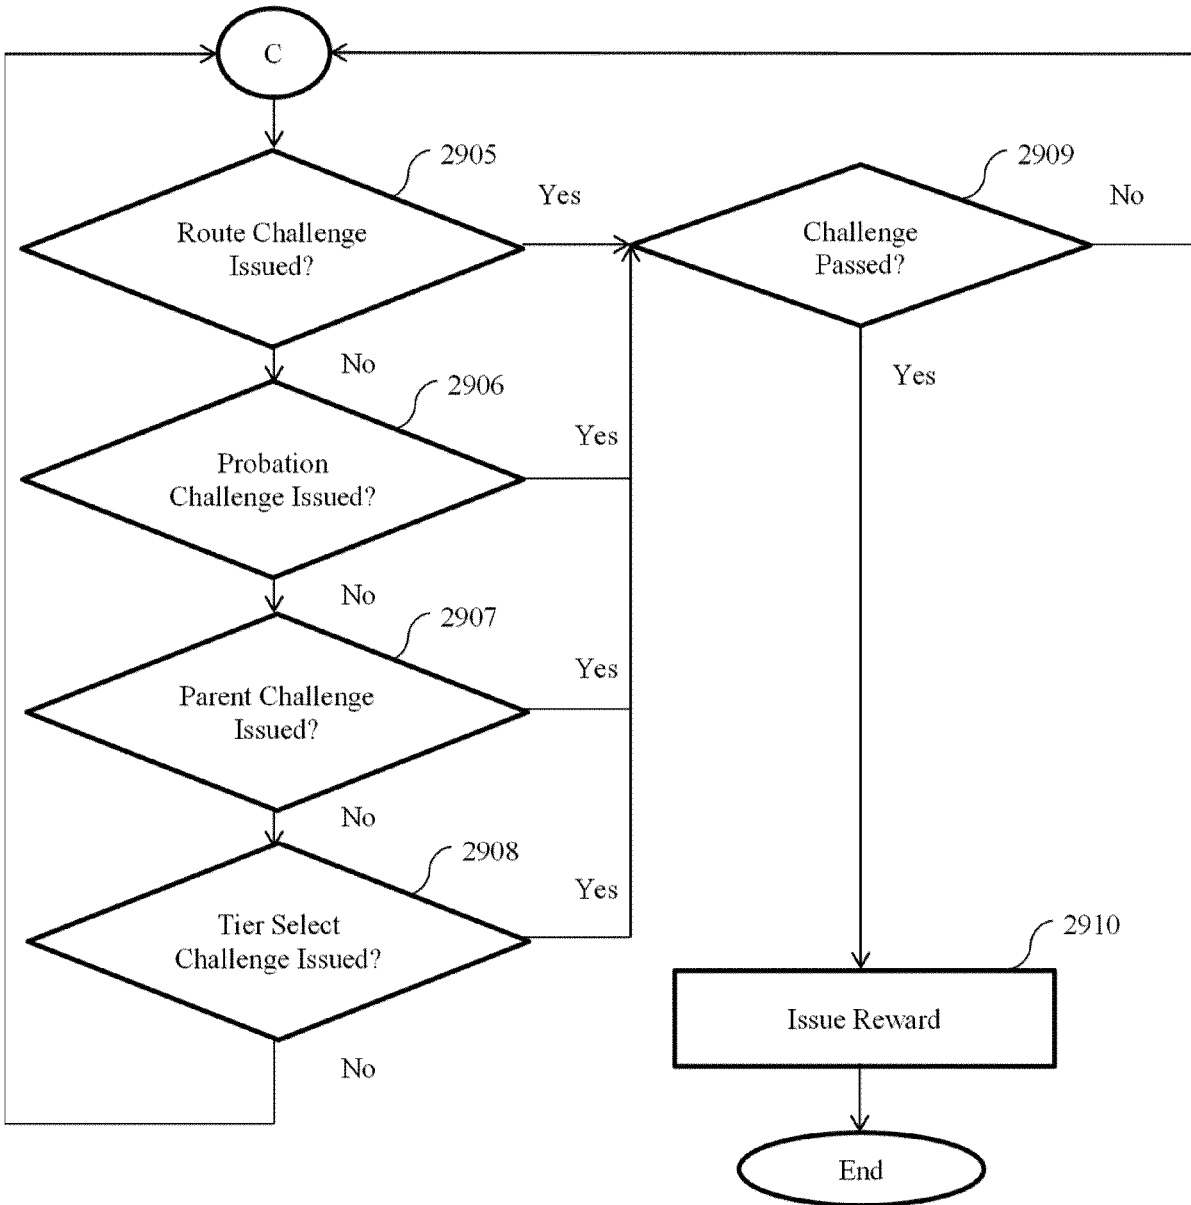 C
2905
Route Challenge
Issued?
Yes
2909
Challenge
Passed?
No
No
Yes
2906
Probation
Challenge Issued?
Yes
No
2907
Parent Challenge
Issued?
Yes
No
2908
Tier Select
Challenge Issued?
Yes
No
2910
Issue Reward
End